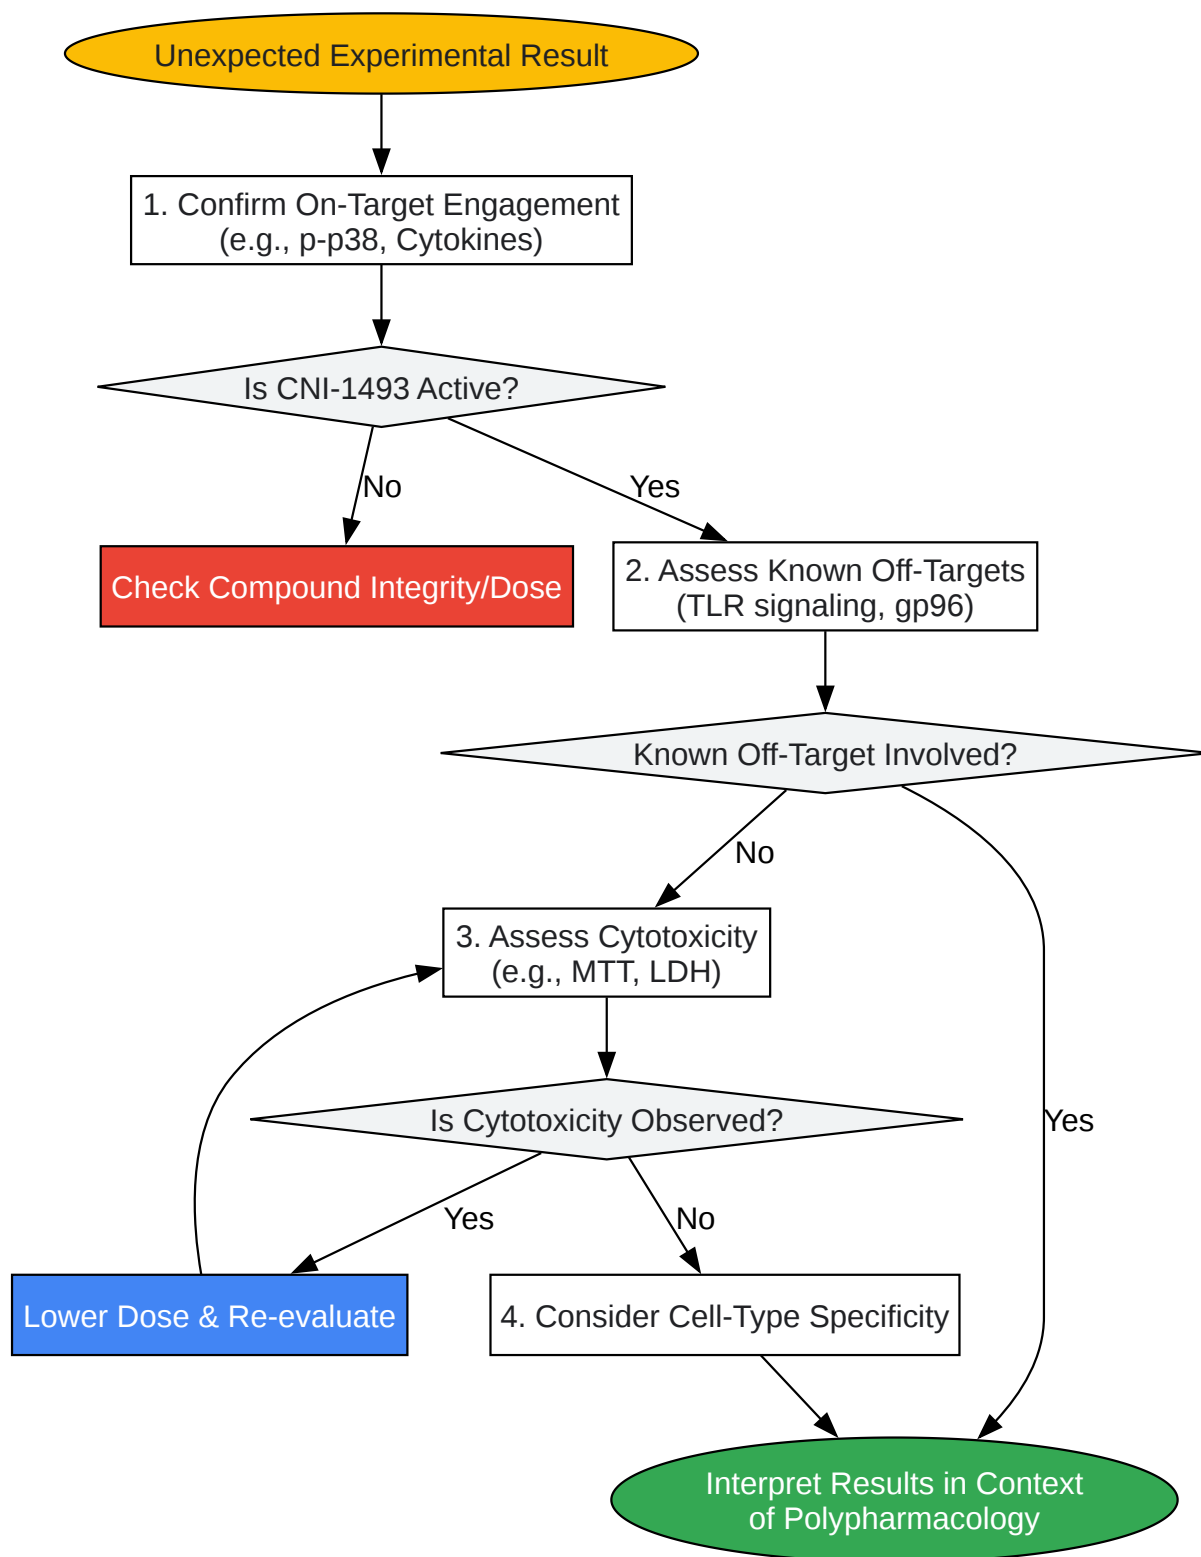 Unexpected Experimental Result
1. Confirm On-Target Engagement
(e.g., p-p38, Cytokines)
Is CNI-1493 Active?
No
Yes
Check Compound Integrity/Dose
2. Assess Known Off-Targets
(TLR signaling, gp96)
Known Off-Target Involved?
No
3. Assess Cytotoxicity
(e.g., MTT, LDH)
Is Cytotoxicity Observed?
Yes
Yes
No
Lower Dose & Re-evaluate
4. Consider Cell-Type Specificity
Interpret Results in Context
of Polypharmacology